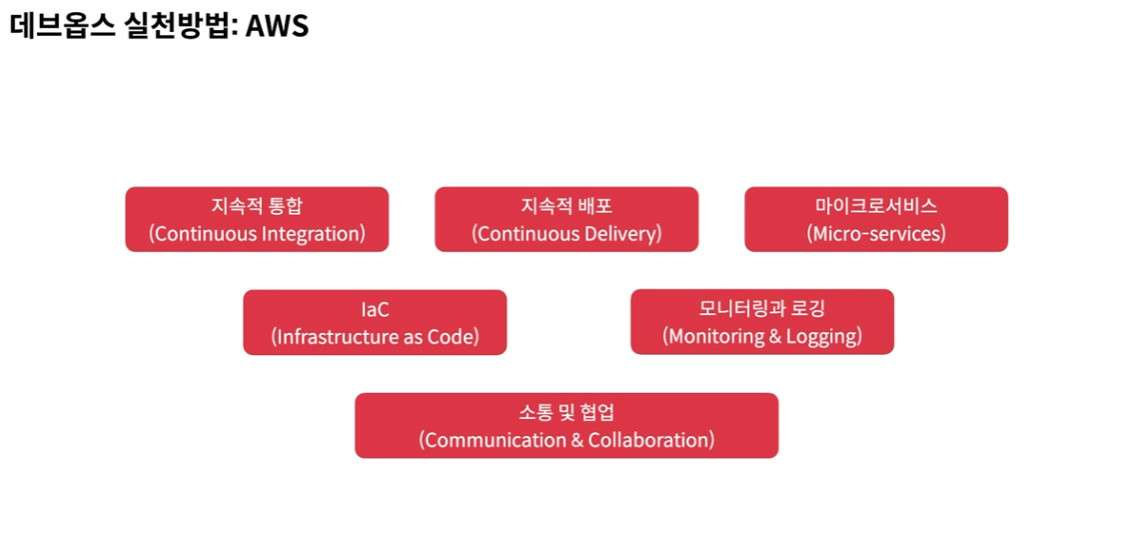 데브옵스 실천방법: AWS
지속적 통합
(Continuous Integration)
지속적 배포
(Continuous Delivery)
마이크로서비스
(Micro-services)
IaC
(Infrastructure as Code)
모니터링과 로깅
(Monitoring & Logging)
소통 및 협업
(Communication & Collaboration)